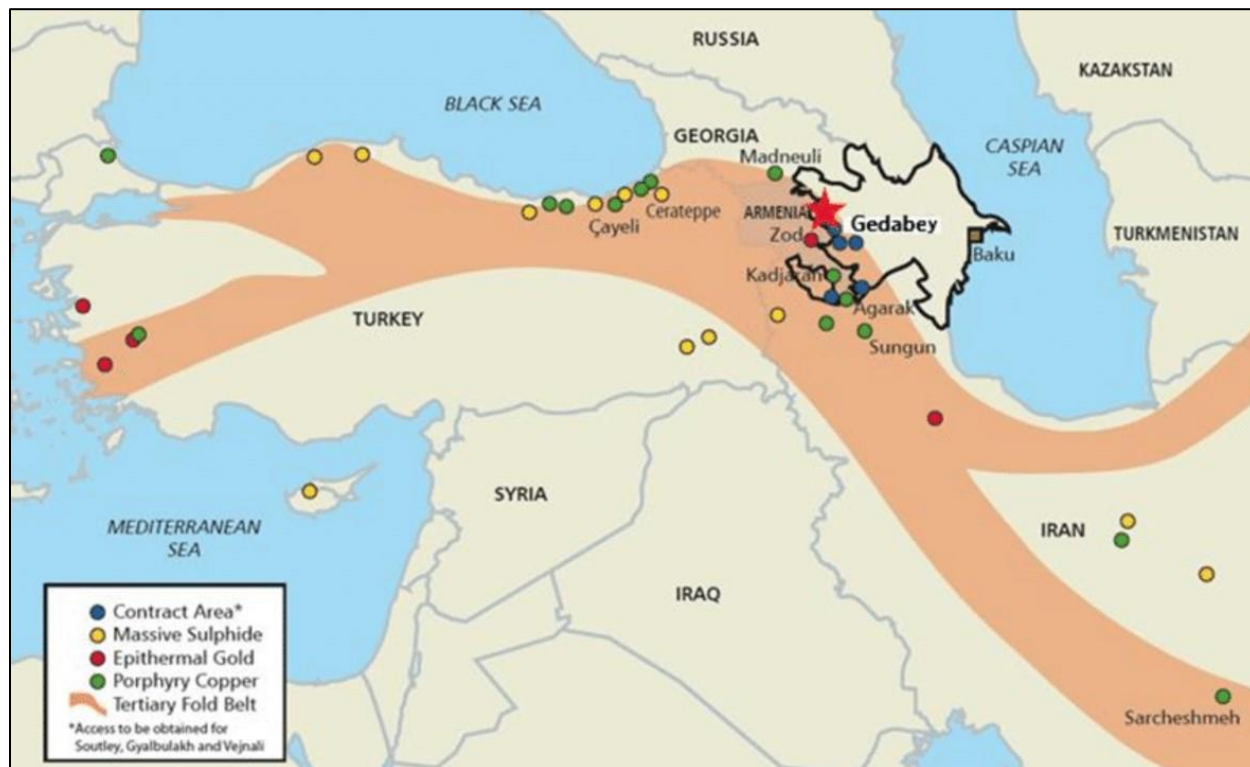 RUSSIA
KAZAKSTAN
BLACK SEA
GEORGIA
CASPIAN
SEA
Madneuli
ARMENIA
Cerateppe
Çayeli
Gedabey
Zod
TURKMENISTAN
Baku
Kadjaran
Agarak
TURKEY
Sungun
SYRIA
MEDITERRANEAN
SEA
IRAN
IRAQ
Contract Area*
Massive Sulphide
Epithermal Gold
Porphyry Copper
Tertiary Fold Belt
*Access to be obtained for
Soutley, Gyalbulakh and Vejnali
Sarcheshmeh